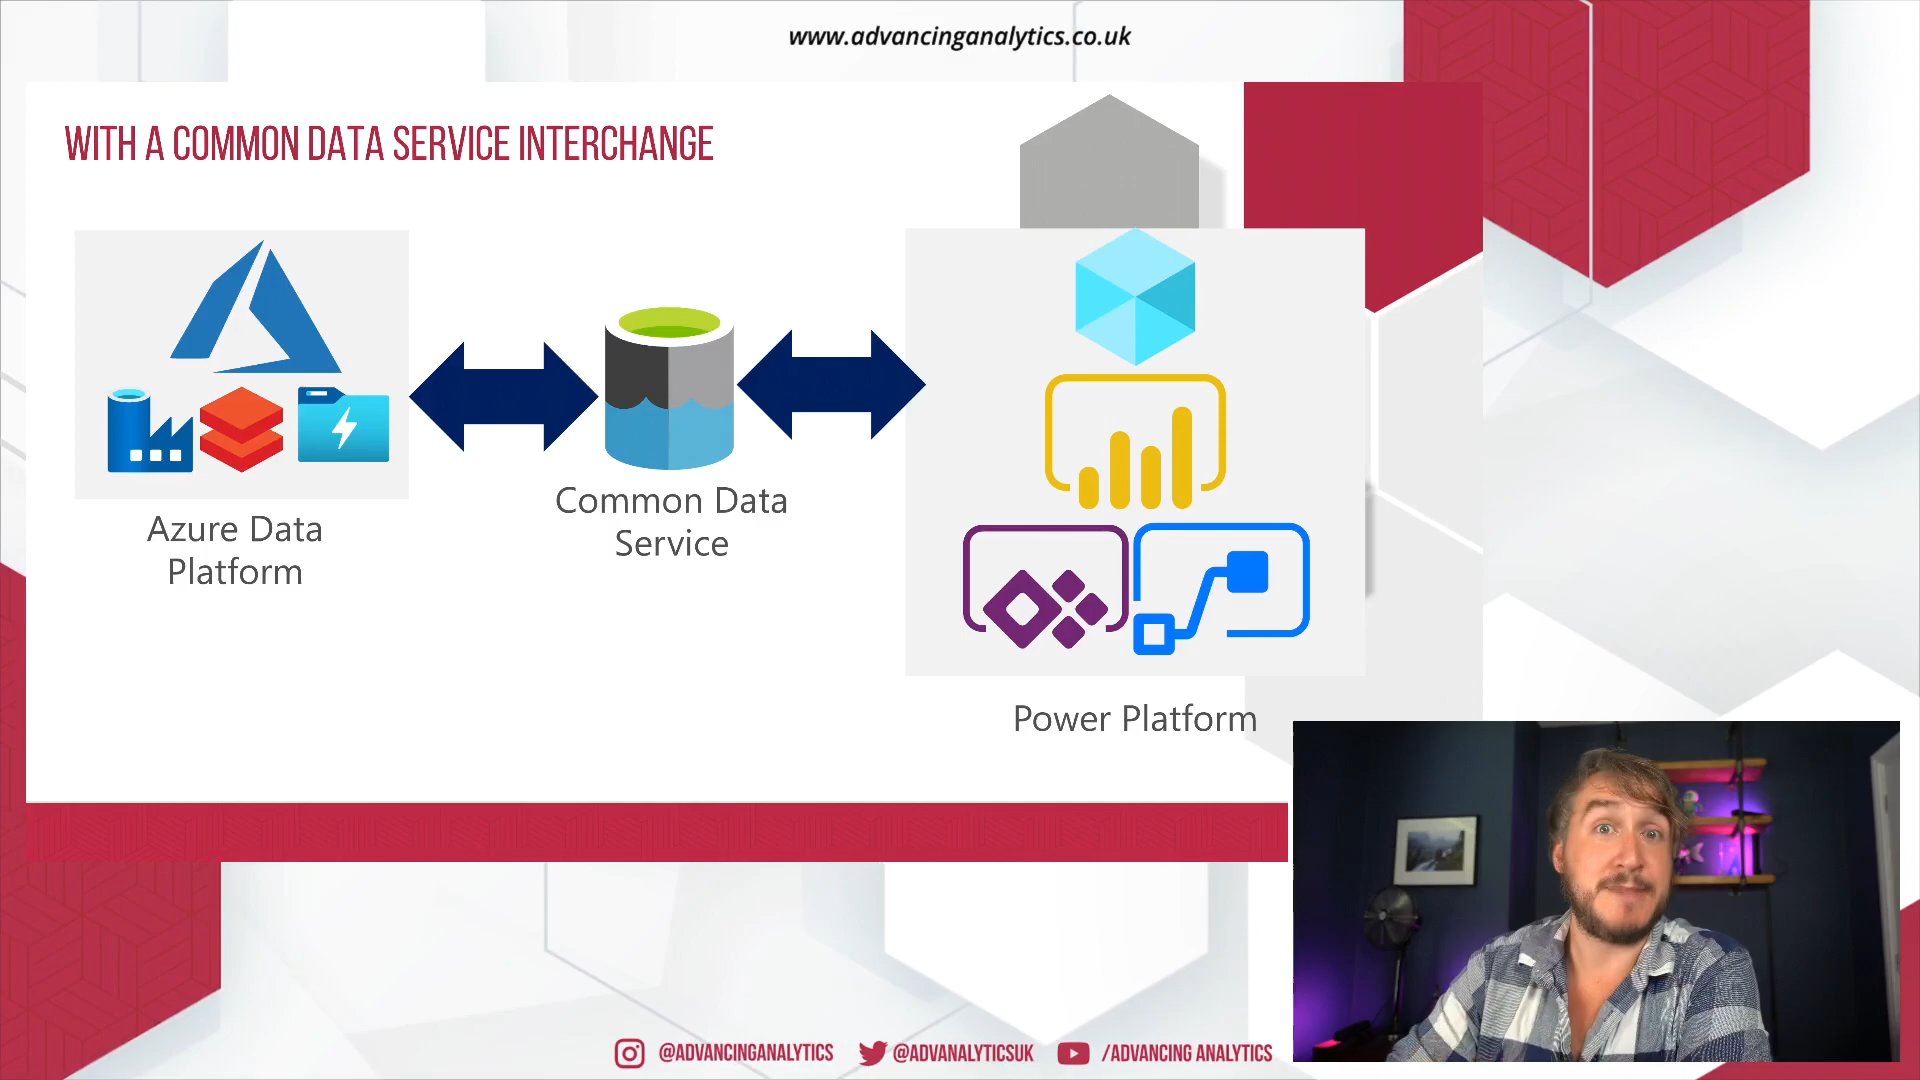 www.advancinganalytics.co.uk
WITH A COMMON DATA SERVICE INTERCHANGE
Azure Data
Platform
Common Data
Service
Power Platform
@ADVANCINGANALYTICS
@ADVANALYTICSUK
/ADVANCING ANALYTICS